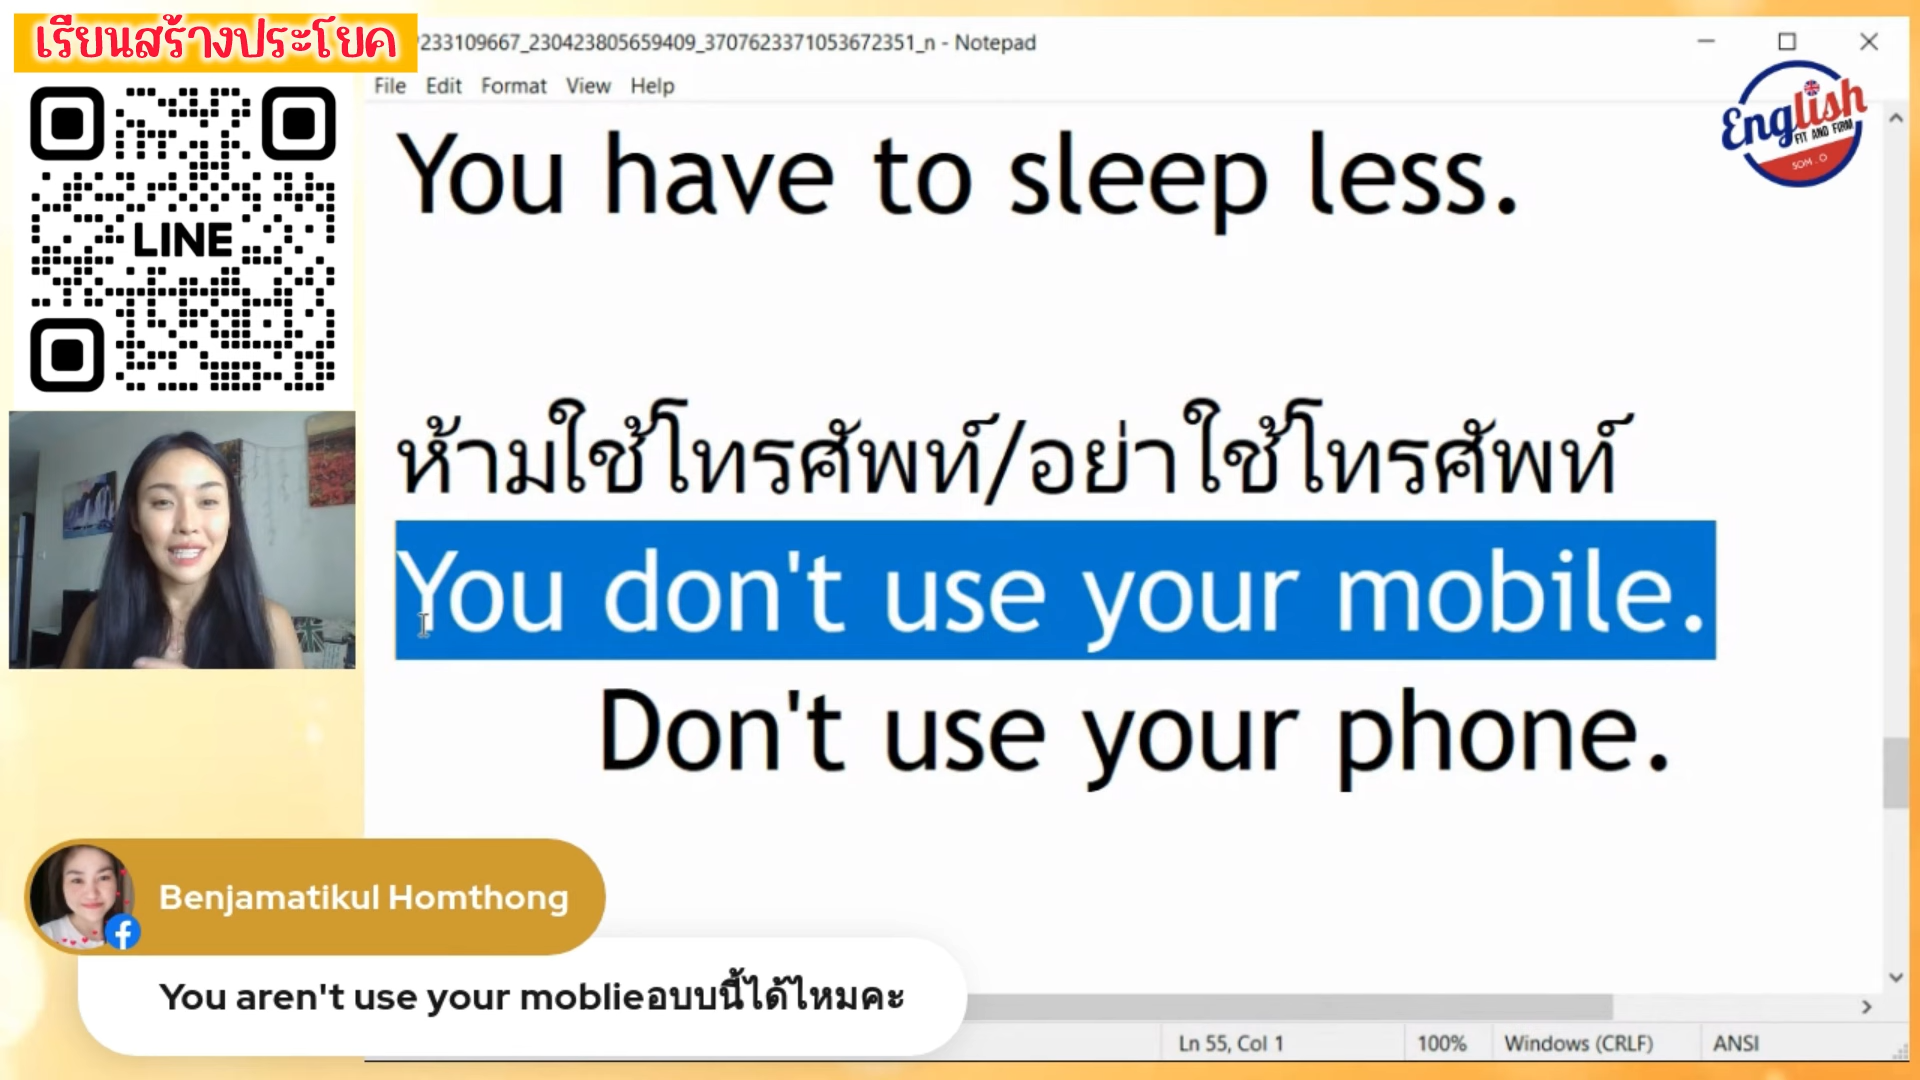 เรียนสร้างประโยค
233109667_230423805659409_3707623371053672351_n - Notepad
File Edit Format View Help
English
FIT AND FIRM
SOM . O
LINE
You have to sleep less.
ห้ามใช้โทรศัพท์/อย่าใช้โทรศัพท์
You don't use your mobile.
Don't use your phone.
Benjamatikul Homthong
You aren't use your moblieอบบนี้ได้ไหมคะ
Ln 55, Col 1 100% Windows (CRLF) ANSI